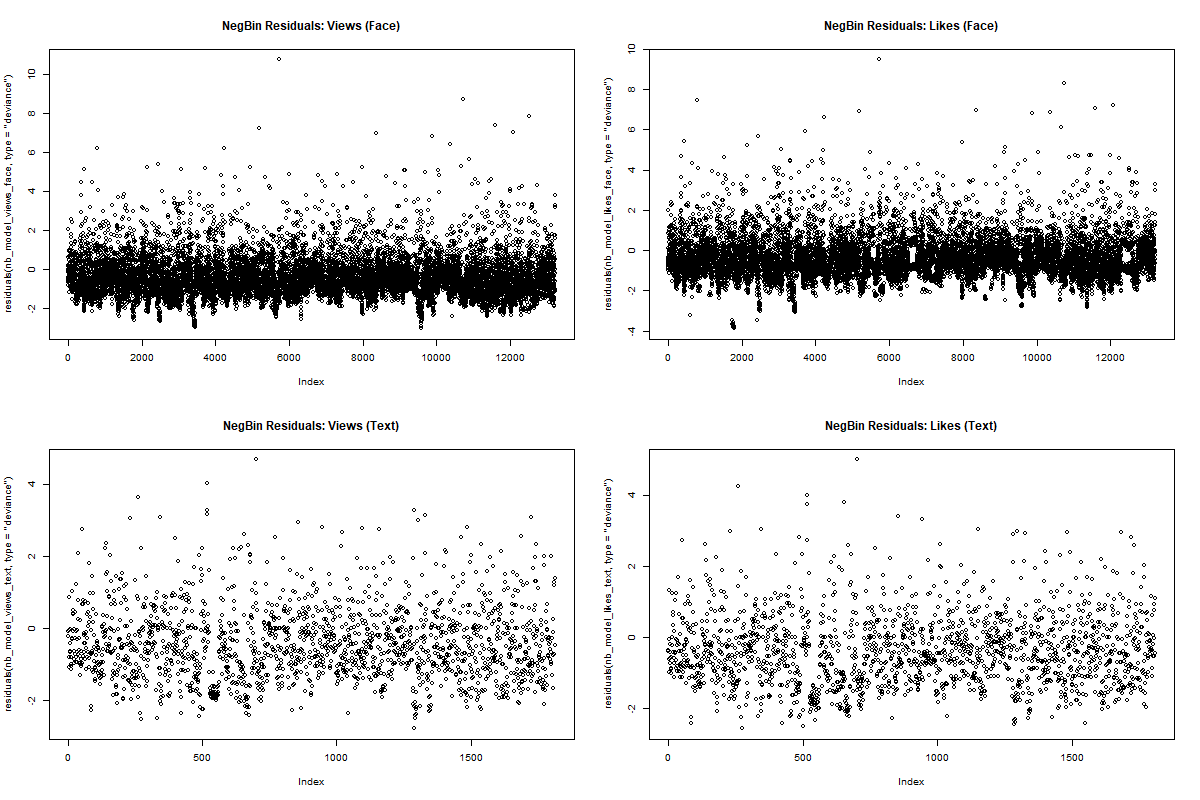 NegBin Residuals: Views (Face)
residuals(nb_model_views_face, type = "deviance")
10
8
6
4
2
0
-2
0 2000 4000 6000 8000 10000 12000
Index
NegBin Residuals: Likes (Face)
residuals(nb_model_likes_face, type = "deviance")
10
8
6
4
2
0
-2
-4
0 2000 4000 6000 8000 10000 12000
Index
NegBin Residuals: Views (Text)
residuals(nb_model_views_text, type = "deviance")
4
2
0
-2
0 500 1000 1500
Index
NegBin Residuals: Likes (Text)
residuals(nb_model_likes_text, type = "deviance")
4
2
0
-2
0 500 1000 1500
Index